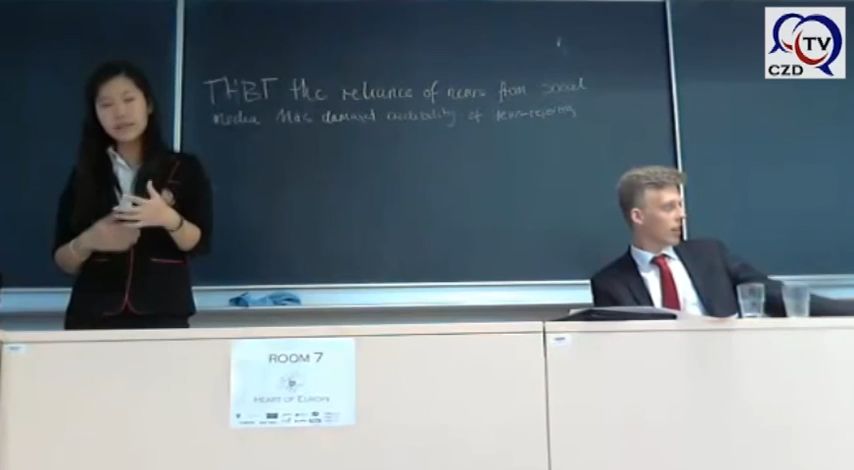 THBT the reliance of news from social
media has damaged credibility of news-reporting
ROOM 7
HEART OF EUROPE
TV
CZD